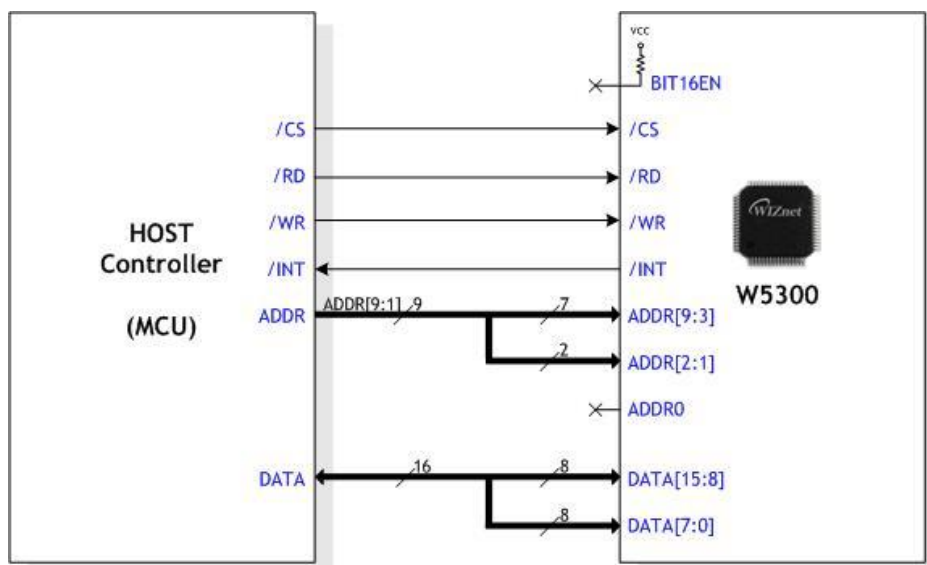 VCC
BIT16EN
/CS
/CS
/RD
/RD
/WR
/WR
HOST
Controller
(MCU)
/INT
/INT
WIZnet
W5300
ADDR
ADDR[9:1]
9
7
ADDR[9:3]
2
ADDR[2:1]
ADDR0
DATA
16
8
DATA[15:8]
8
DATA[7:0]